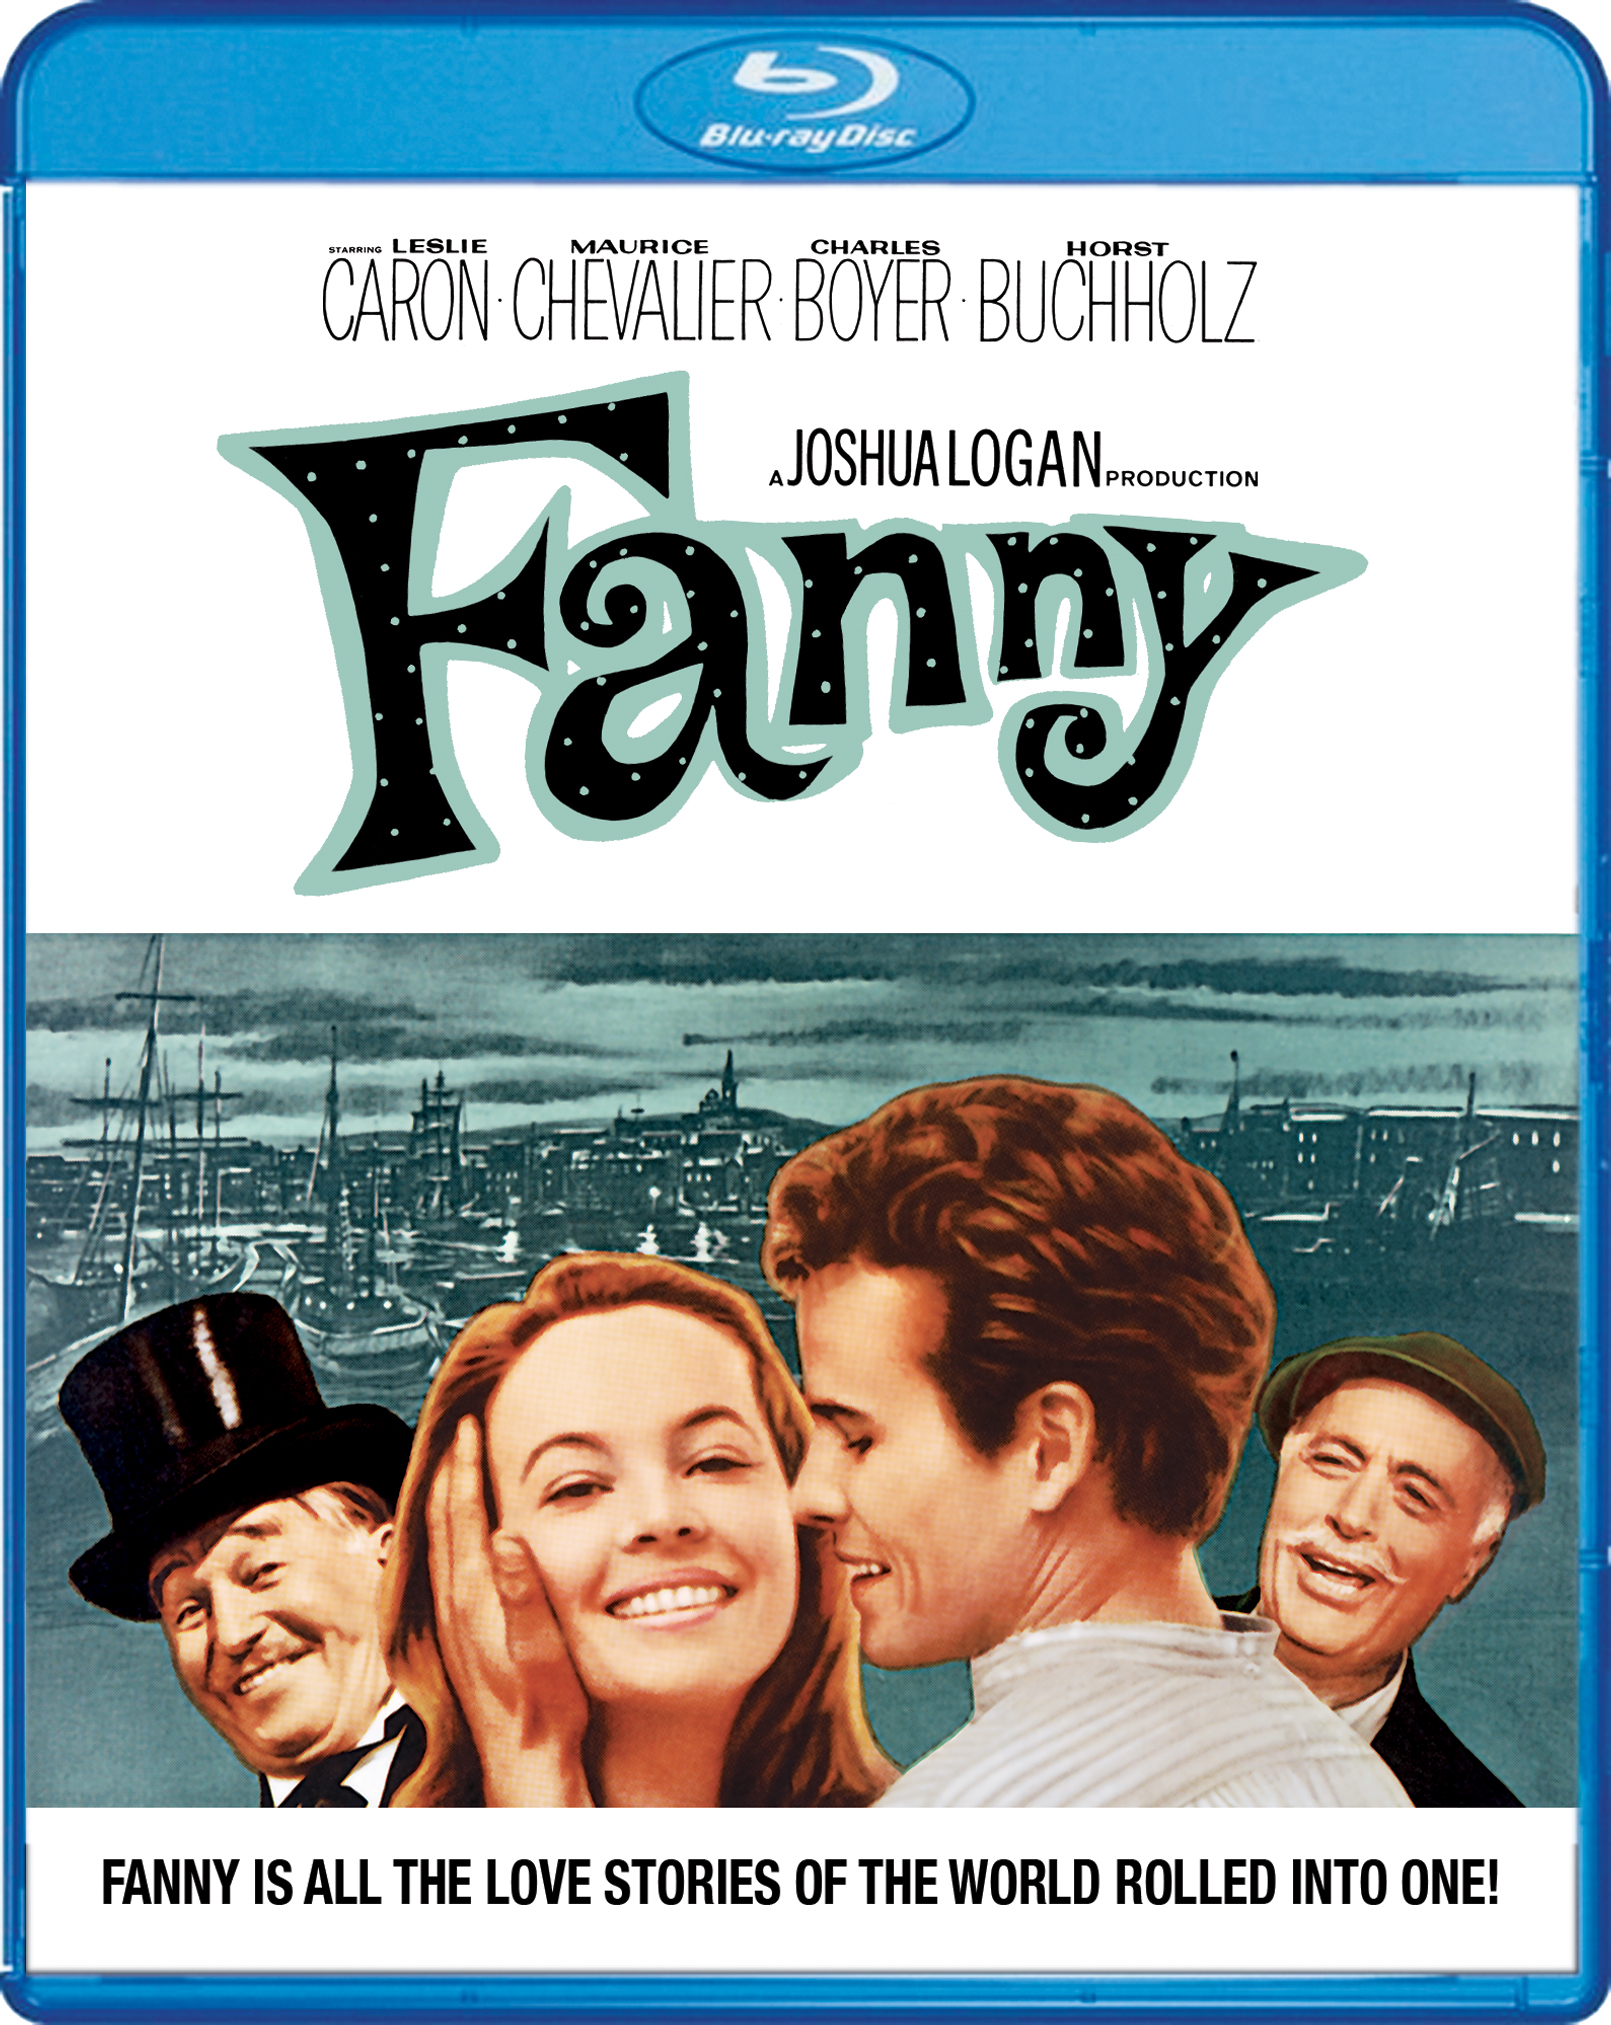 Blu-ray Disc
STARRING LESLIE CARON · MAURICE CHEVALIER · CHARLES BOYER · HORST BUCHHOLZ
Fanny
A JOSHUA LOGAN PRODUCTION
FANNY IS ALL THE LOVE STORIES OF THE WORLD ROLLED INTO ONE!